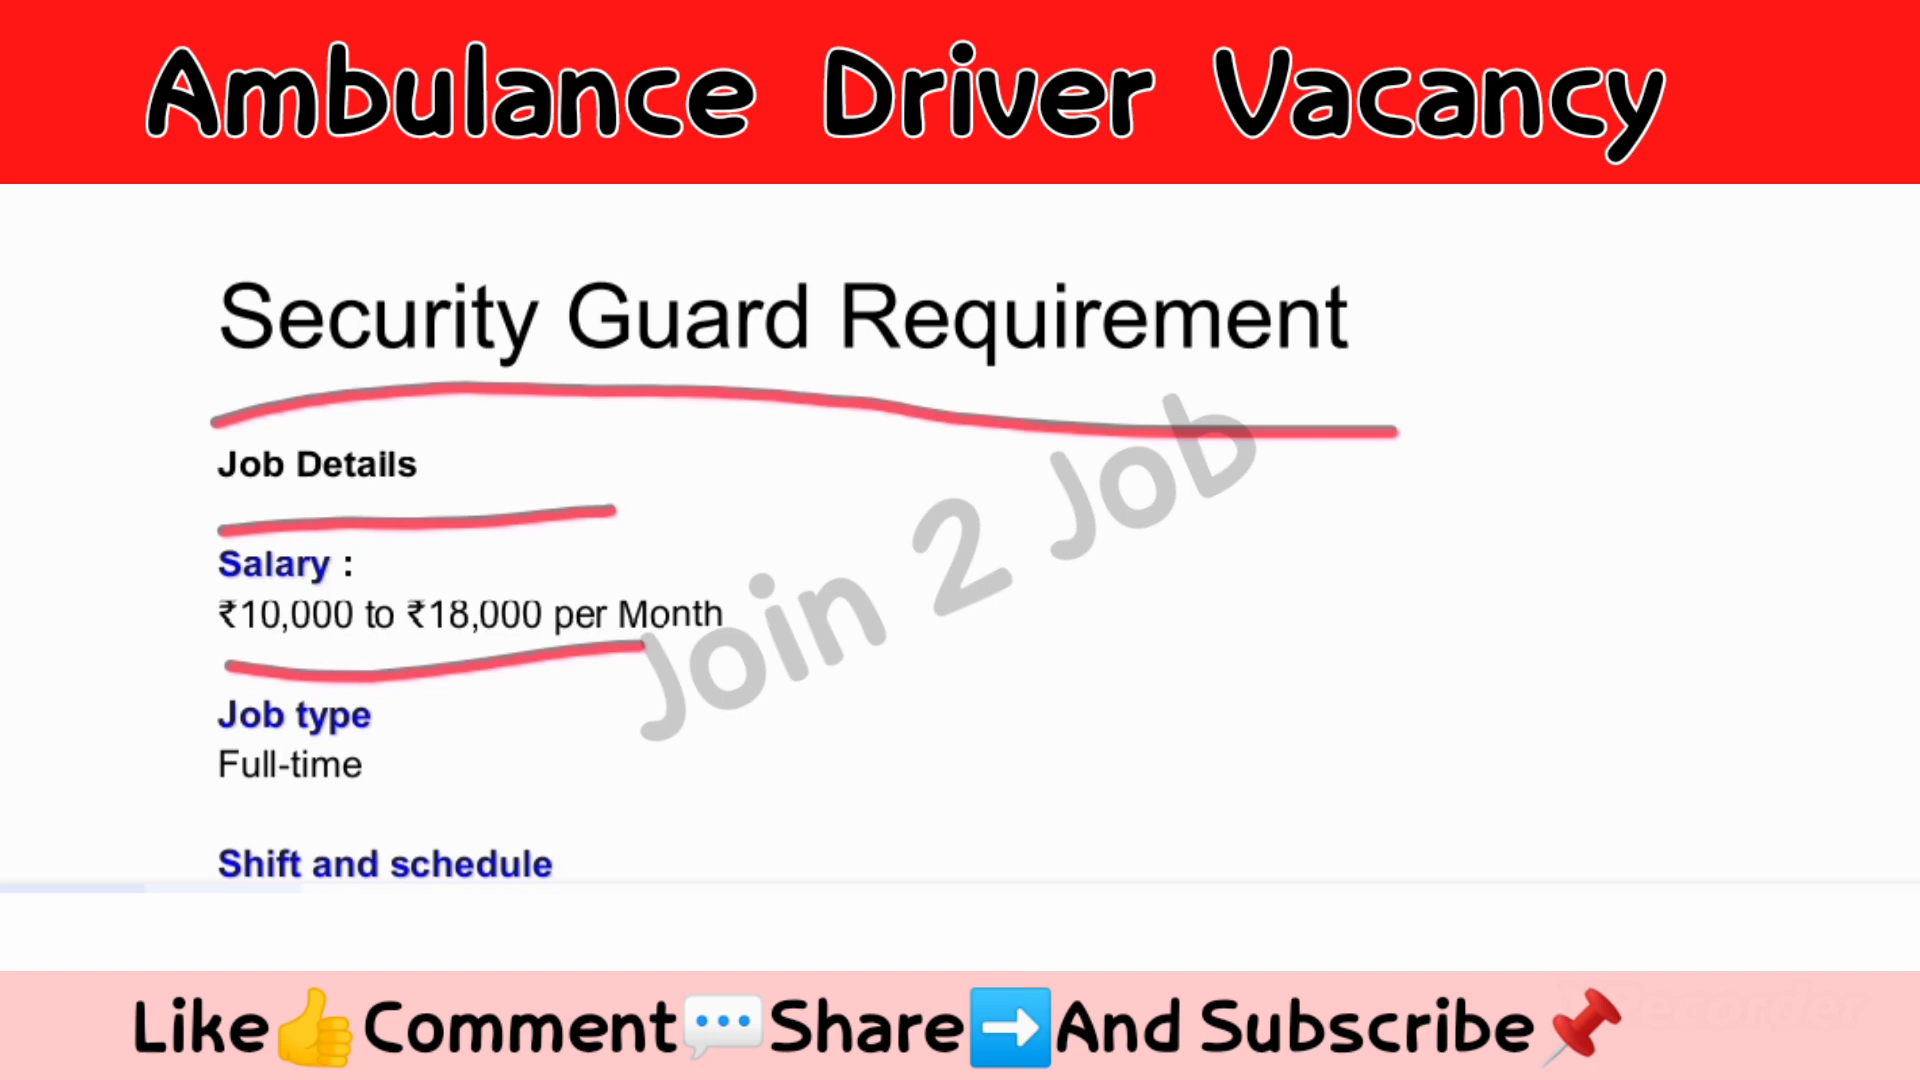 Ambulance Driver Vacancy
Security Guard Requirement
Job Details
Salary :
₹10,000 to ₹18,000 per Month
Job type
Full-time
Shift and schedule
Join 2 Job
Like👍Comment💬Share➡️And Subscribe📌